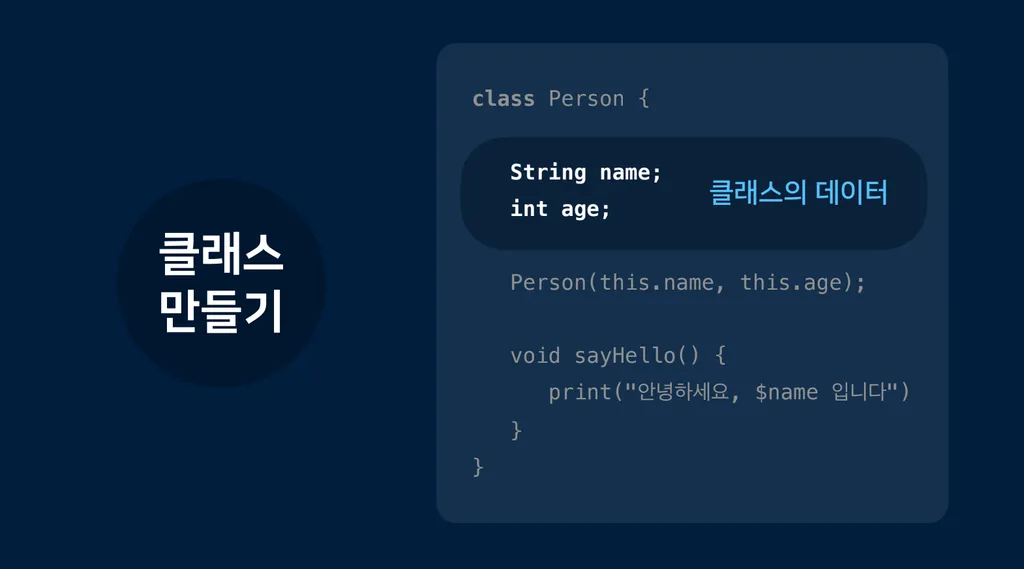 클래스
만들기
class Person {
String name;
int age;
클래스의 데이터
Person(this.name, this.age);
void sayHello() {
print("안녕하세요, $name 입니다")
}
}